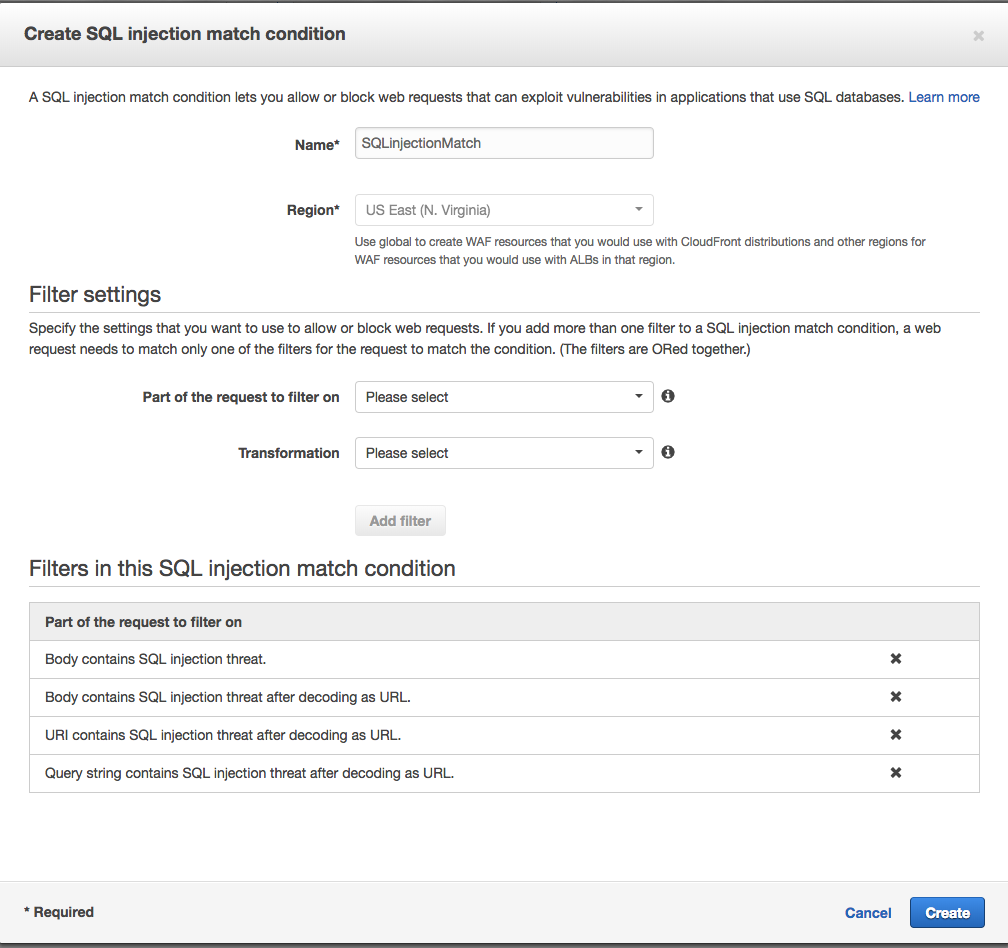 Create SQL injection match condition
A SQL injection match condition lets you allow or block web requests that can exploit vulnerabilities in applications that use SQL databases. Learn more
Name* SQLinjectionMatch
Region* US East (N. Virginia)
Use global to create WAF resources that you would use with CloudFront distributions and other regions for
WAF resources that you would use with ALBs in that region.
Filter settings
Specify the settings that you want to use to allow or block web requests. If you add more than one filter to a SQL injection match condition, a web
request needs to match only one of the filters for the request to match the condition. (The filters are ORed together.)
Part of the request to filter on Please select
Transformation Please select
Add filter
Filters in this SQL injection match condition
Part of the request to filter on
Body contains SQL injection threat.
Body contains SQL injection threat after decoding as URL.
URI contains SQL injection threat after decoding as URL.
Query string contains SQL injection threat after decoding as URL.
* Required Cancel Create